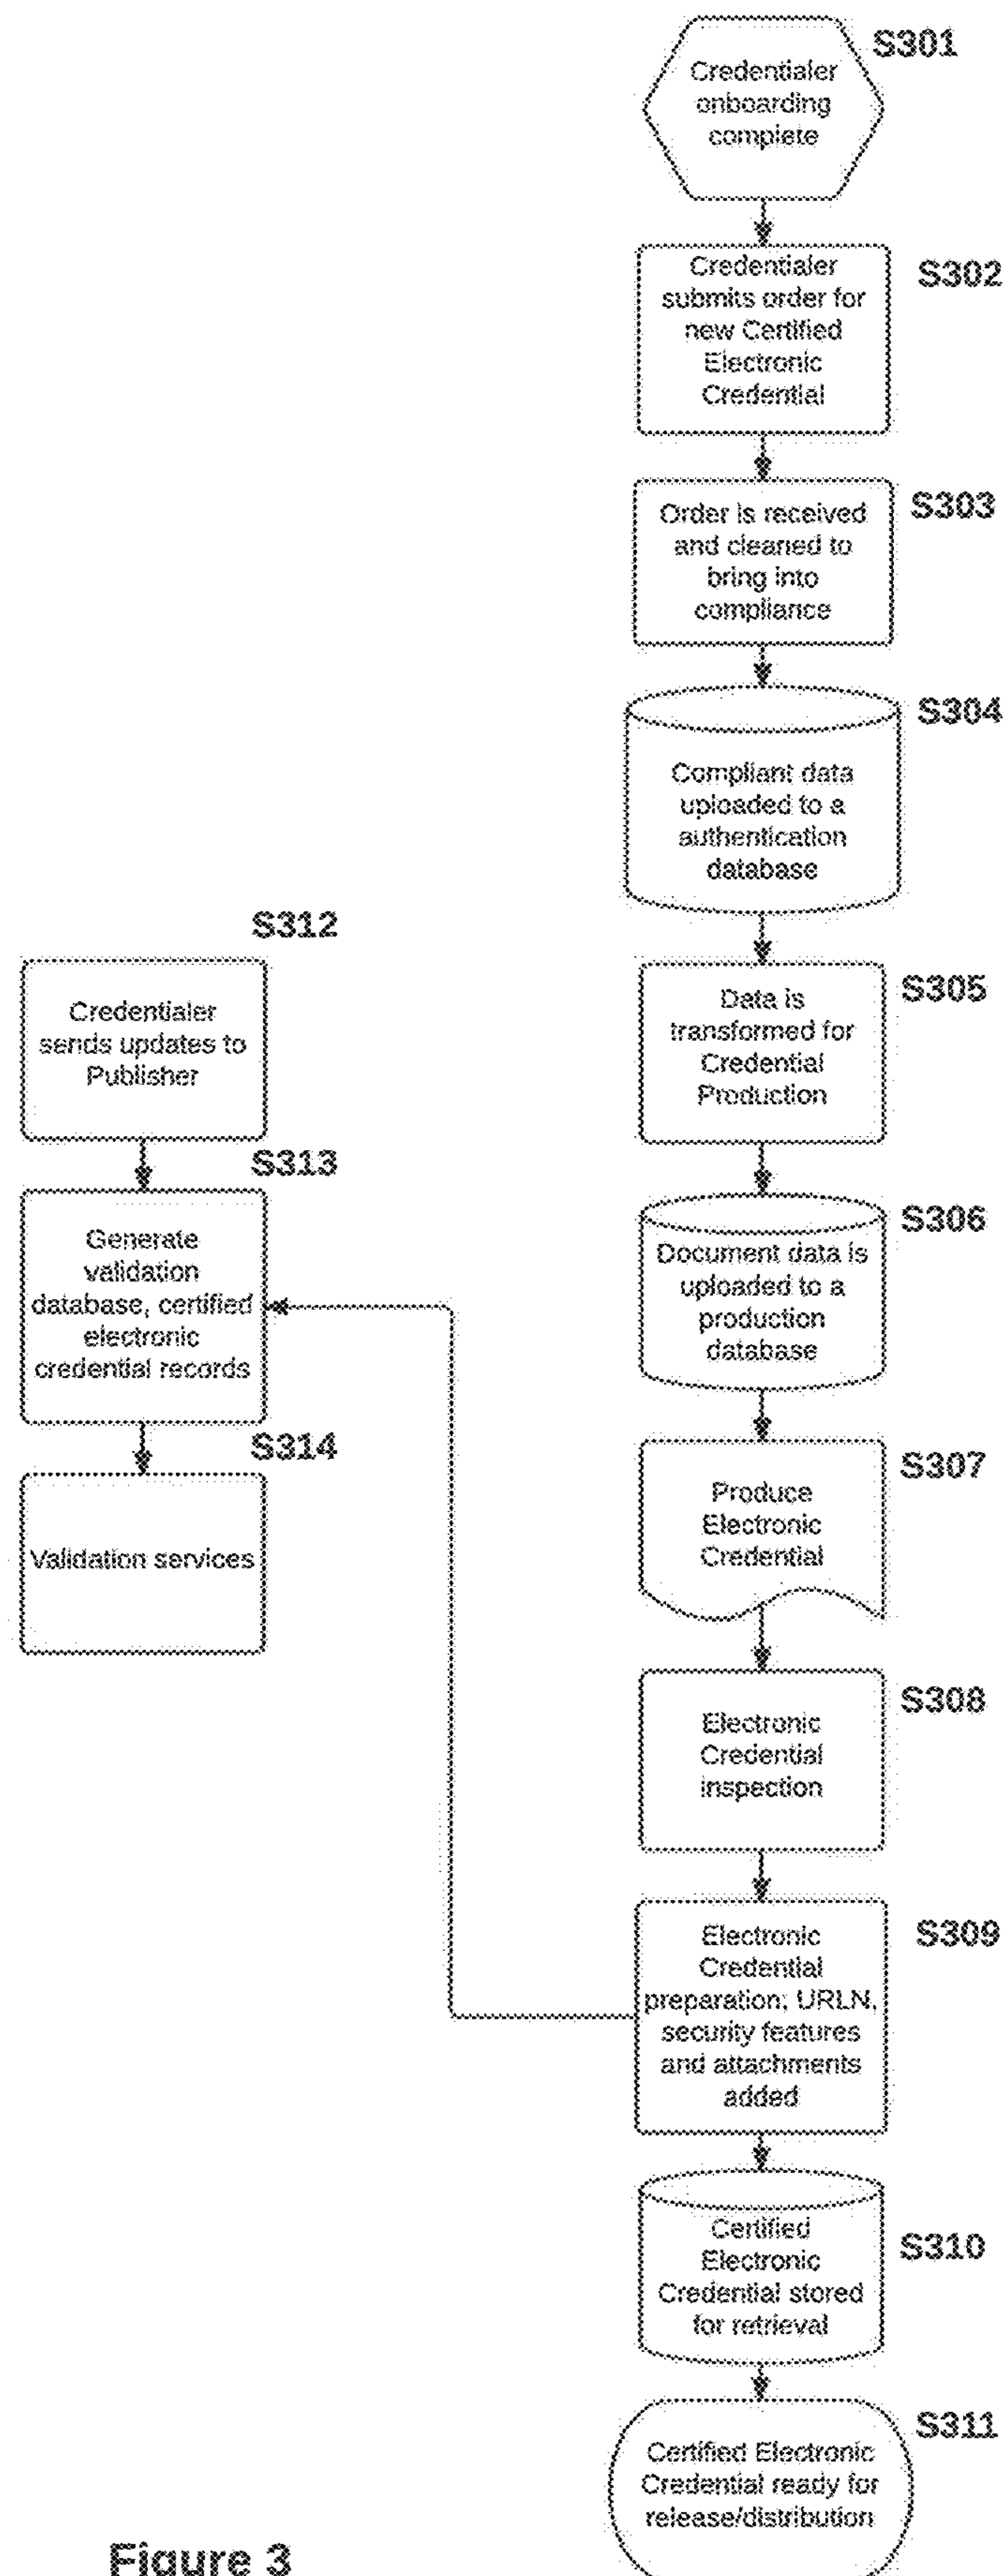 S301
Credentialer
onboarding
complete
S302
Credentialer
submits order for
new Certified
Electronic
Credential
S303
Order is received
and cleaned to
bring into
compliance
S304
Compliant data
uploaded to a
authentication
database
S305
Data is
transformed for
Credential
Production
S306
Document data is
uploaded to a
production
database
S307
Produce
Electronic
Credential
S308
Electronic
Credential
inspection
S309
Electronic
Credential
preparation; URLN,
security features
and attachments
added
S310
Certified
Electronic
Credential stored
for retrieval
S311
Certified Electronic
Credential ready for
release/distribution
S312
Credentialer
sends updates to
Publisher
S313
Generate
validation
database, certified
electronic
credential records
S314
Validation services
Figure 3